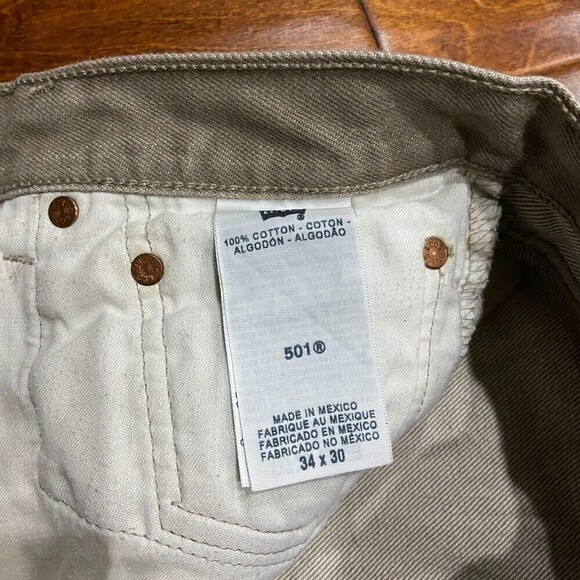 ®
100% COTTON - COTON -
ALGODÓN - ALGODÃO
501®
MADE IN MEXICO
FABRIQUE AU MEXIQUE
FABRICADO EN MEXICO
FABRICADO NO MÉXICO
34 x 30